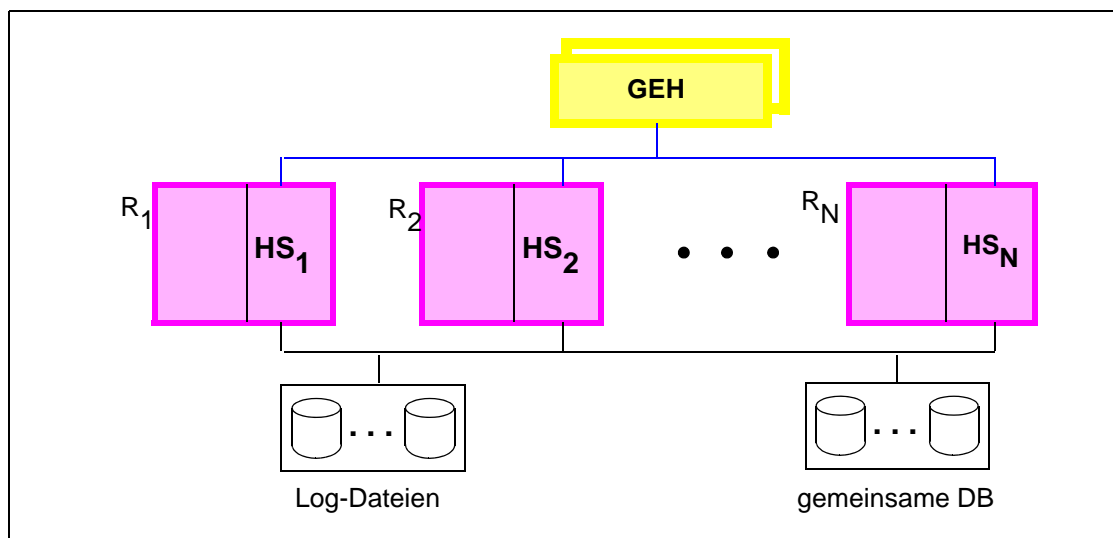 GEH
R1
HS1
R2
HS2
RN
HSN
Log-Dateien
gemeinsame DB